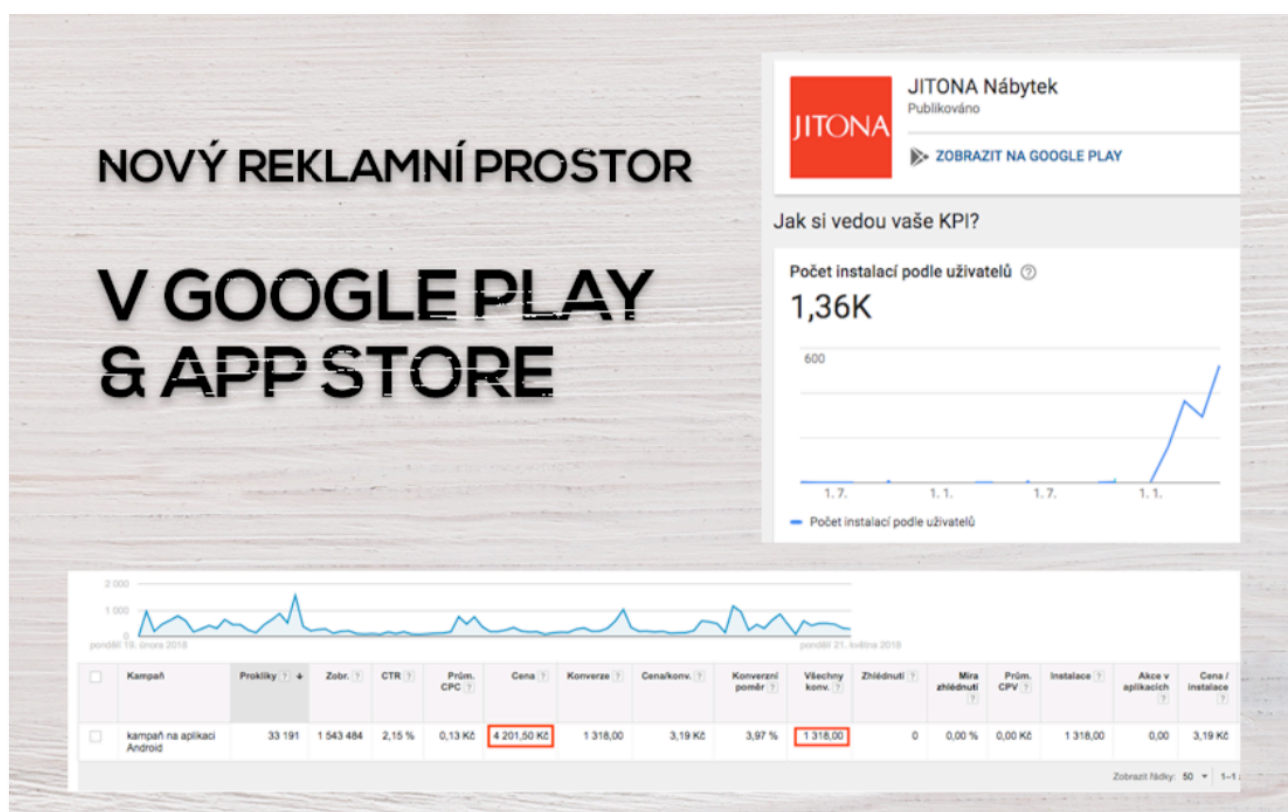 NOVÝ REKLAMNÍ PROSTOR
V GOOGLE PLAY
& APP STORE
JITONA
JITONA Nábytek
Publikováno
ZOBRAZIT NA GOOGLE PLAY
Jak si vedou vaše KPI?
Počet instalací podle uživatelů ?
1,36K
600
1. 7. 1. 1. 1. 7. 1. 1.
Počet instalací podle uživatelů
2 000
1 000
0
pondělí 19. února 2018 pondělí 21. května 2018
Kampaň Prokliky ? Zobr. ? CTR ? Prům. CPC ? Cena ? Konverze ? Cena/konv. ? Konverzní poměr ? Všechny konv. ? Zhlédnutí ? Míra zhlédnutí ? Prům. CPV ? Instalace ? Akce v aplikacích ? Cena / instalace ?
kampaň na aplikaci Android 33 191 1 543 484 2,15 % 0,13 Kč 4 201,50 Kč 1 318,00 3,19 Kč 3,97 % 1 318,00 0 0,00 % 0,00 Kč 1 318,00 0,00 3,19 Kč
Zobrazit řádky: 50 1–1